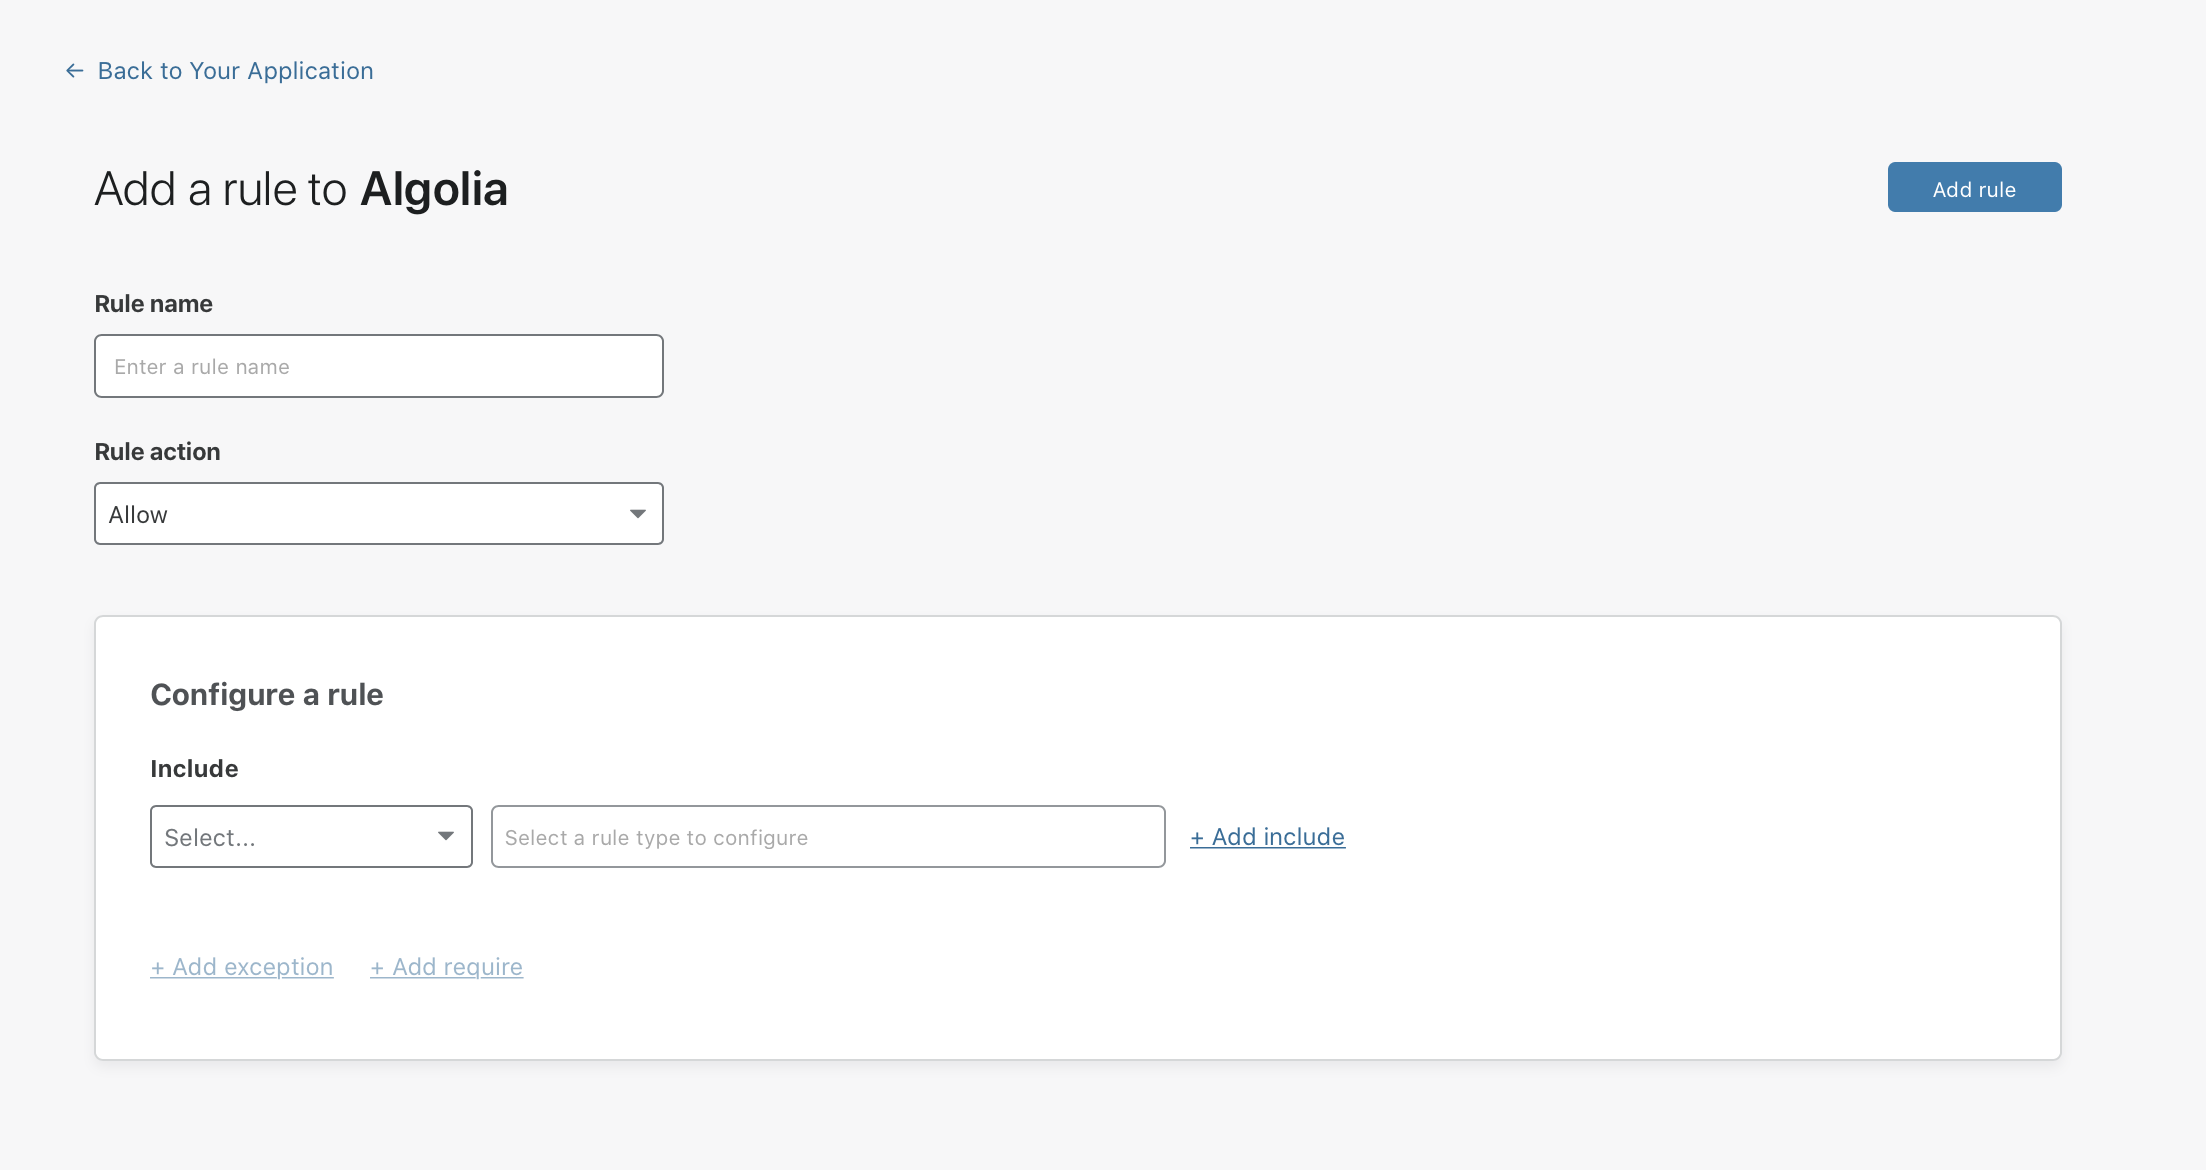 ← Back to Your Application
Add a rule to Algolia
Add rule
Rule name
Enter a rule name
Rule action
Allow
Configure a rule
Include
Select... Select a rule type to configure + Add include
+ Add exception + Add require